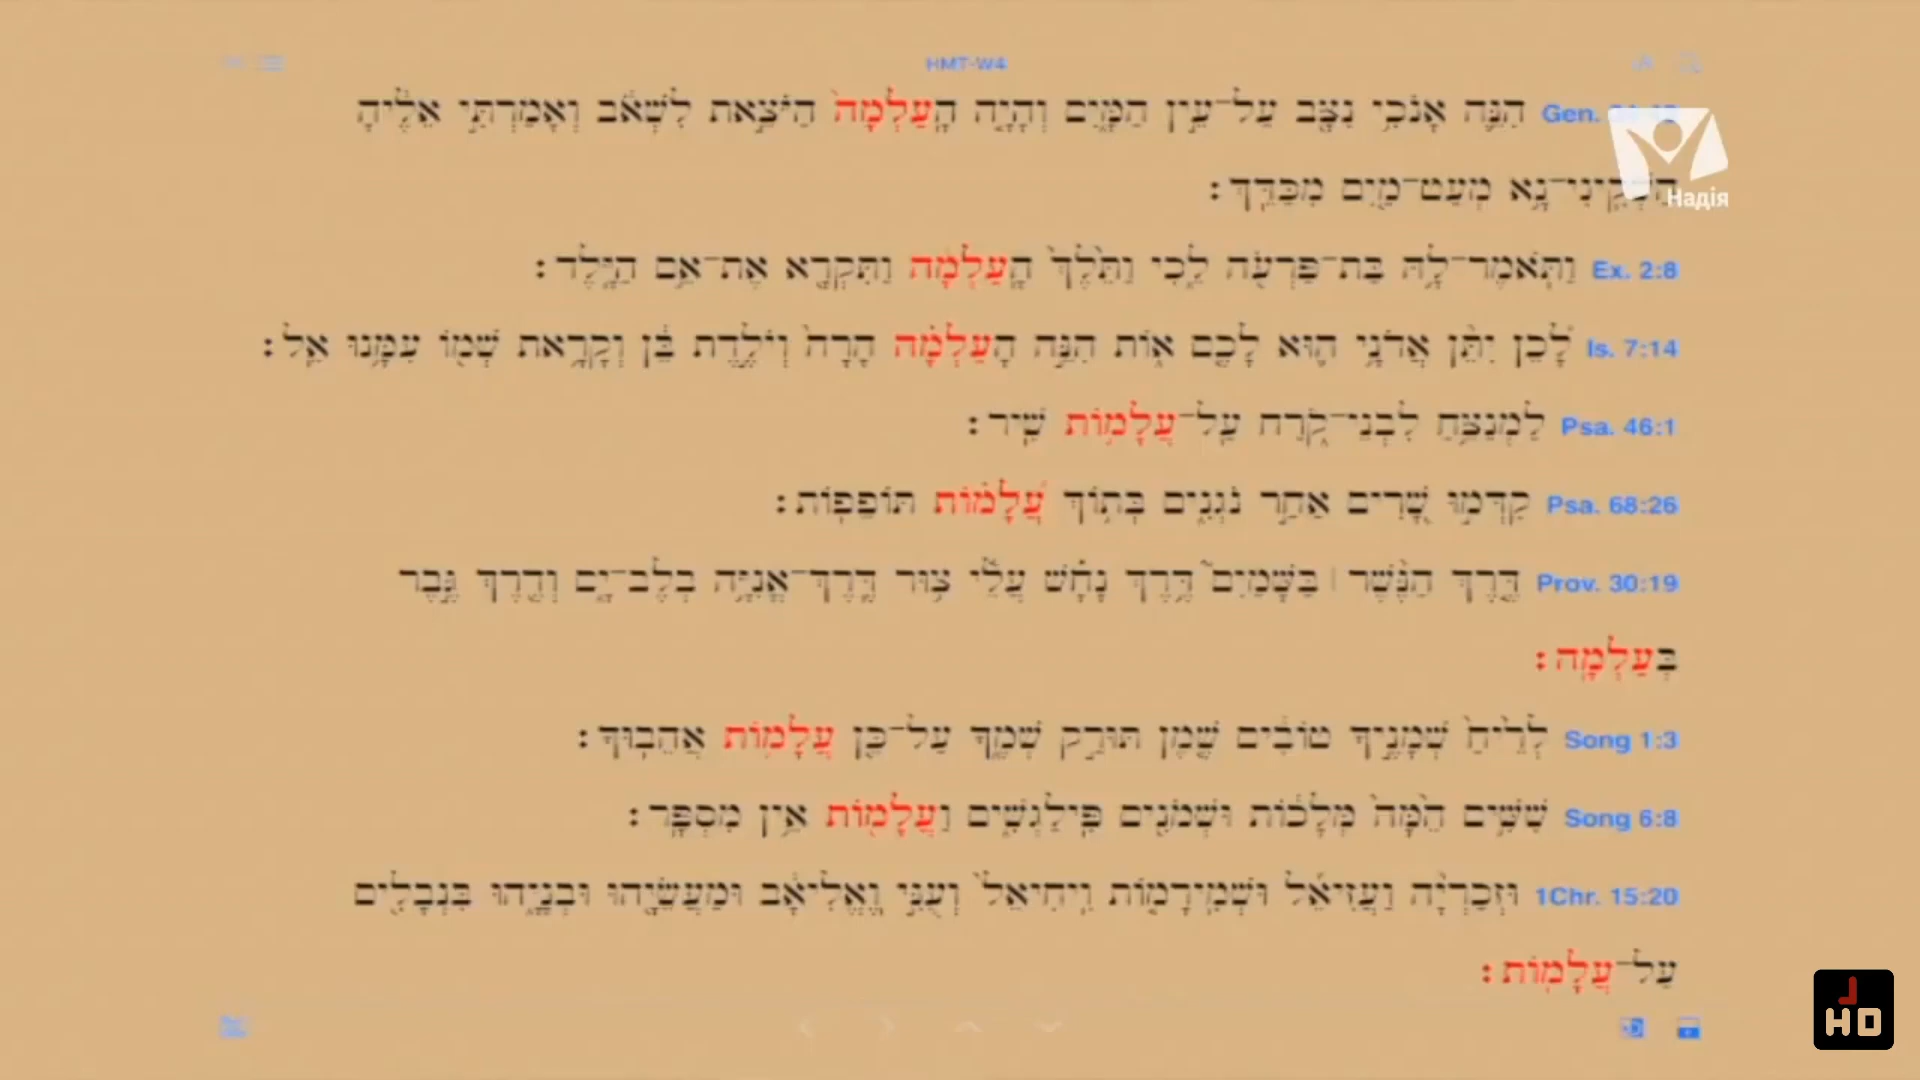 HMT-W4
Gen. הִנֵּה אָנֹכִי נִצָּב עַל־עֵין הַמָּיִם וְהָיָה הָעַלְמָה הַיֹּצֵאת לִשְׁאֹב וְאָמַרְתִּי אֵלֶיהָ
הַשְׁקִינִי־נָא מְעַט־מַיִם מִכַּדֵּךְ׃
Надія
Ex. 2:8 וַתֹּאמֶר־לָהּ בַּת־פַּרְעֹה לֵכִי וַתֵּלֶךְ הָעַלְמָה וַתִּקְרָא אֶת־אֵם הַיָּלֶד׃
Is. 7:14 לָכֵן יִתֵּן אֲדֹנָי הוּא לָכֶם אוֹת הִנֵּה הָעַלְמָה הָרָה וְיֹלֶדֶת בֵּן וְקָרָאת שְׁמוֹ עִמָּנוּ אֵל׃
Psa. 46:1 לַמְנַצֵּחַ לִבְנֵי־קֹרַח עַל־עֲלָמוֹת שִׁיר׃
Psa. 68:26 קִדְּמוּ שָׁרִים אַחַר נֹגְנִים בְּתוֹךְ עֲלָמוֹת תּוֹפֵפוֹת׃
Prov. 30:19 דֶּרֶךְ הַנֶּשֶׁר ׀ בַּשָּׁמַיִם דֶּרֶךְ נָחָשׁ עֲלֵי צוּר דֶּרֶךְ־אֳנִיָּה בְלֶב־יָם וְדֶרֶךְ גֶּבֶר
בְּעַלְמָה׃
Song 1:3 לְרֵיחַ שְׁמָנֶיךָ טוֹבִים שֶׁמֶן תּוּרַק שְׁמֶךָ עַל־כֵּן עֲלָמוֹת אֲהֵבוּךָ׃
Song 6:8 שִׁשִּׁים הֵמָּה מְּלָכוֹת וּשְׁמֹנִים פִּילַגְשִׁים וַעֲלָמוֹת אֵין מִסְפָּר׃
1Chr. 15:20 וּזְכַרְיָה וַעֲזִיאֵל וּשְׁמִירָמוֹת וִיחִיאֵל וְעֻנִּי וֶאֱלִיאָב וּמַעֲשֵׂיָהוּ וּבְנָיָהוּ בִּנְבָלִים
עַל־עֲלָמוֹת׃
J
HD